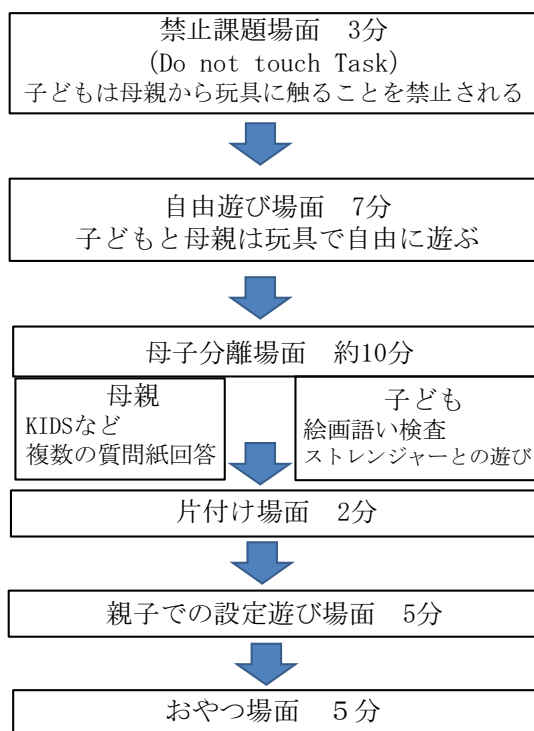 禁止課題場面　3分
(Do not touch Task)
子どもは母親から玩具に触ることを禁止される
自由遊び場面　7分
子どもと母親は玩具で自由に遊ぶ
母子分離場面　約10分
母親
KIDSなど
複数の質問紙回答
子ども
絵画語い検査
ストレンジャーとの遊び
片付け場面　2分
親子での設定遊び場面　5分
おやつ場面　５分